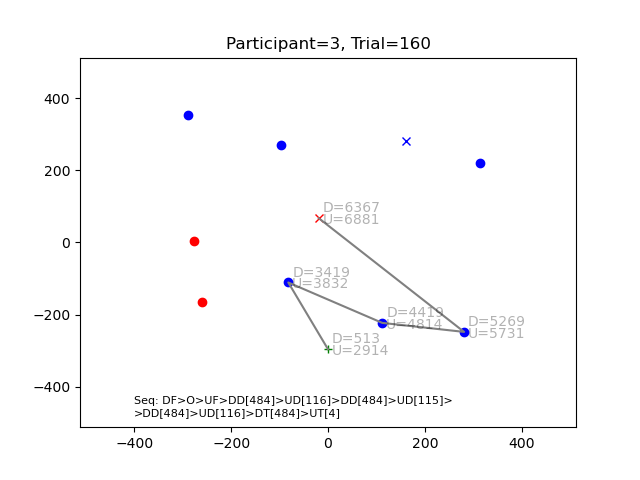 Participant=3, Trial=160
400
200
0
−200
−400
−400
−200
0
200
400
D=6367
U=6881
D=3419
U=3832
D=4419
U=4814
D=5269
U=5731
D=513
U=2914
Seq: DF>O>UF>DD[484]>UD[116]>DD[484]>UD[115]>
>DD[484]>UD[116]>DT[484]>UT[4]